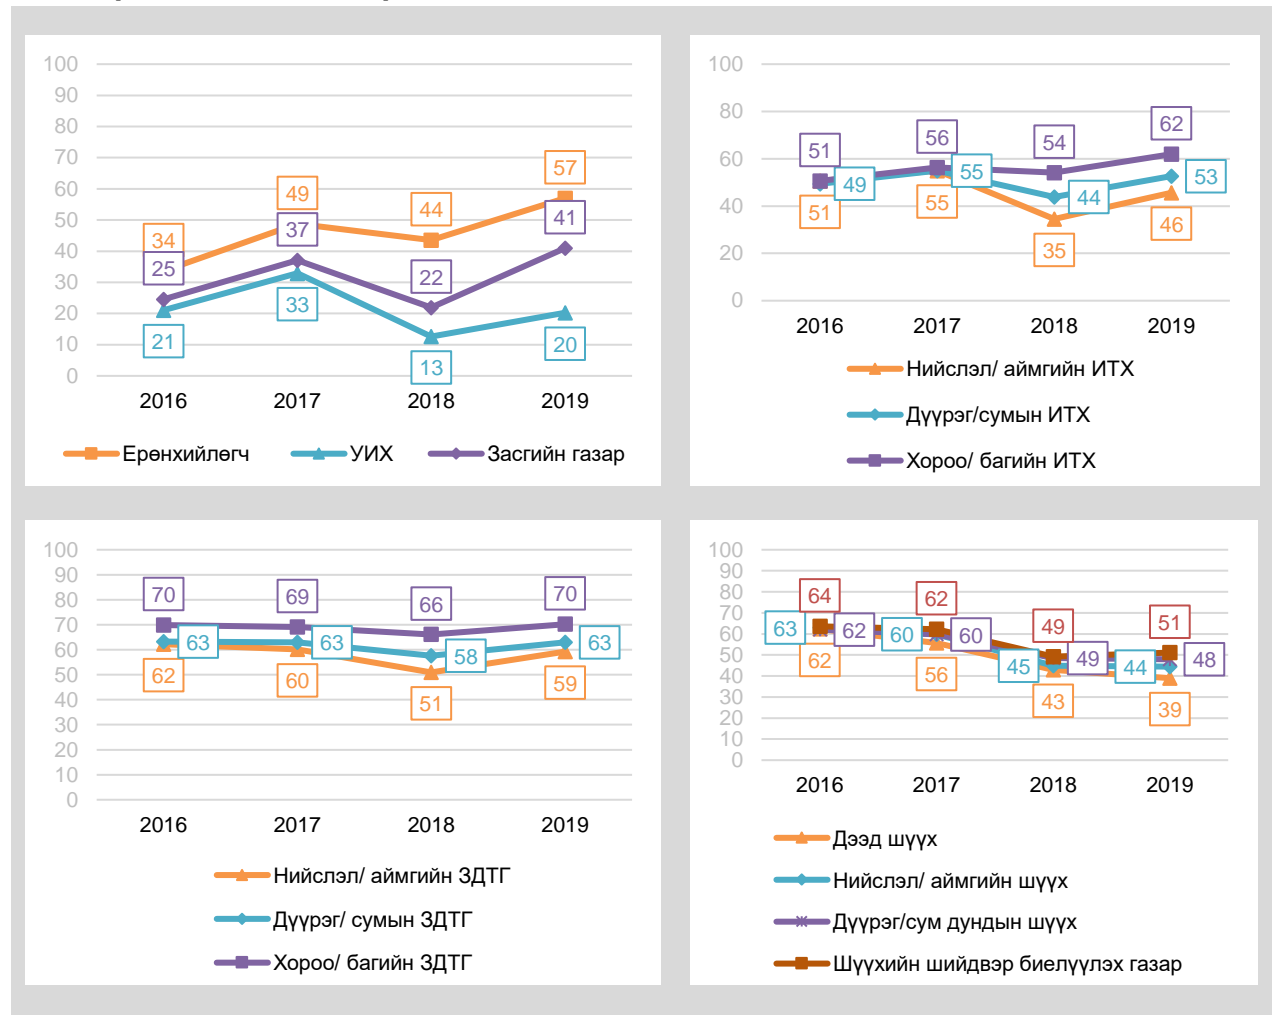 100
90
80
70
60
50
40
30
20
10
0
34
49
44
57
25
37
22
41
21
33
13
20
2016 2017 2018 2019
Ерөнхийлөгч УИХ Засгийн газар
100
80
60
40
20
0
51 56 54 62
49 55 44 53
51 55 35 46
2016 2017 2018 2019
Нийслэл/ аймгийн ИТХ
Дүүрэг/сумын ИТХ
Хороо/ багийн ИТХ
100
90
80
70
60
50
40
30
20
10
0
70 69 66 70
63 63 58 63
62 60 51 59
2016 2017 2018 2019
Нийслэл/ аймгийн ЗДТГ
Дүүрэг/ сумын ЗДТГ
Хороо/ багийн ЗДТГ
100
90
80
70
60
50
40
30
20
10
0
64 62 49 51
63 62 60 60 45 49 44 48
62 56 43 39
2016 2017 2018 2019
Дээд шүүх
Нийслэл/ аймгийн шүүх
Дүүрэг/сум дундын шүүх
Шүүхийн шийдвэр биелүүлэх газар